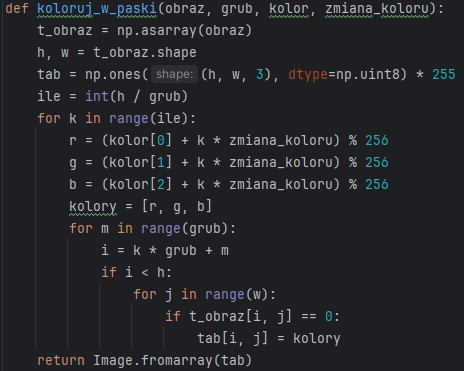 def koloruj_w_paski(obraz, grub, kolor, zmiana_koloru):
    t_obraz = np.asarray(obraz)
    h, w = t_obraz.shape
    tab = np.ones( shape: (h, w, 3), dtype=np.uint8) * 255
    ile = int(h / grub)
    for k in range(ile):
        r = (kolor[0] + k * zmiana_koloru) % 256
        g = (kolor[1] + k * zmiana_koloru) % 256
        b = (kolor[2] + k * zmiana_koloru) % 256
        kolory = [r, g, b]
        for m in range(grub):
            i = k * grub + m
            if i < h:
                for j in range(w):
                    if t_obraz[i, j] == 0:
                        tab[i, j] = kolory
    return Image.fromarray(tab)